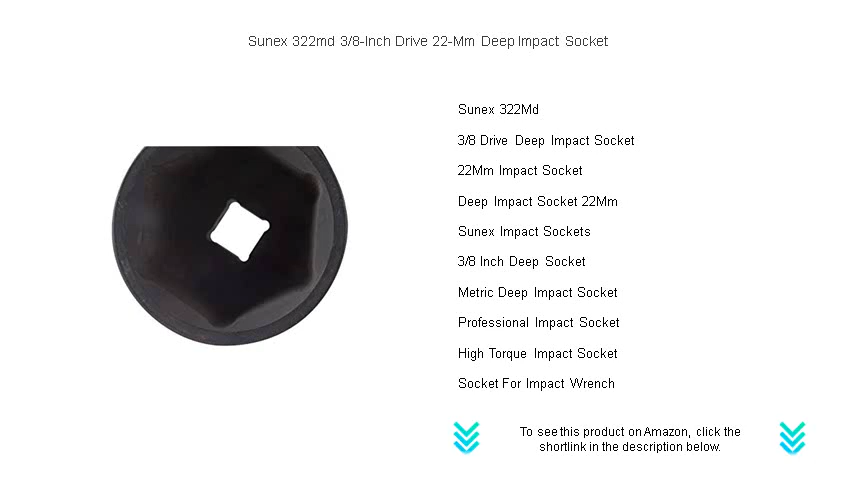 Sunex 322md 3/8-Inch Drive 22-Mm Deep Impact Socket
Sunex 322Md
3/8 Drive Deep Impact Socket
22Mm Impact Socket
Deep Impact Socket 22Mm
Sunex Impact Sockets
3/8 Inch Deep Socket
Metric Deep Impact Socket
Professional Impact Socket
High Torque Impact Socket
Socket For Impact Wrench
To see this product on Amazon, click the
shortlink in the description below.